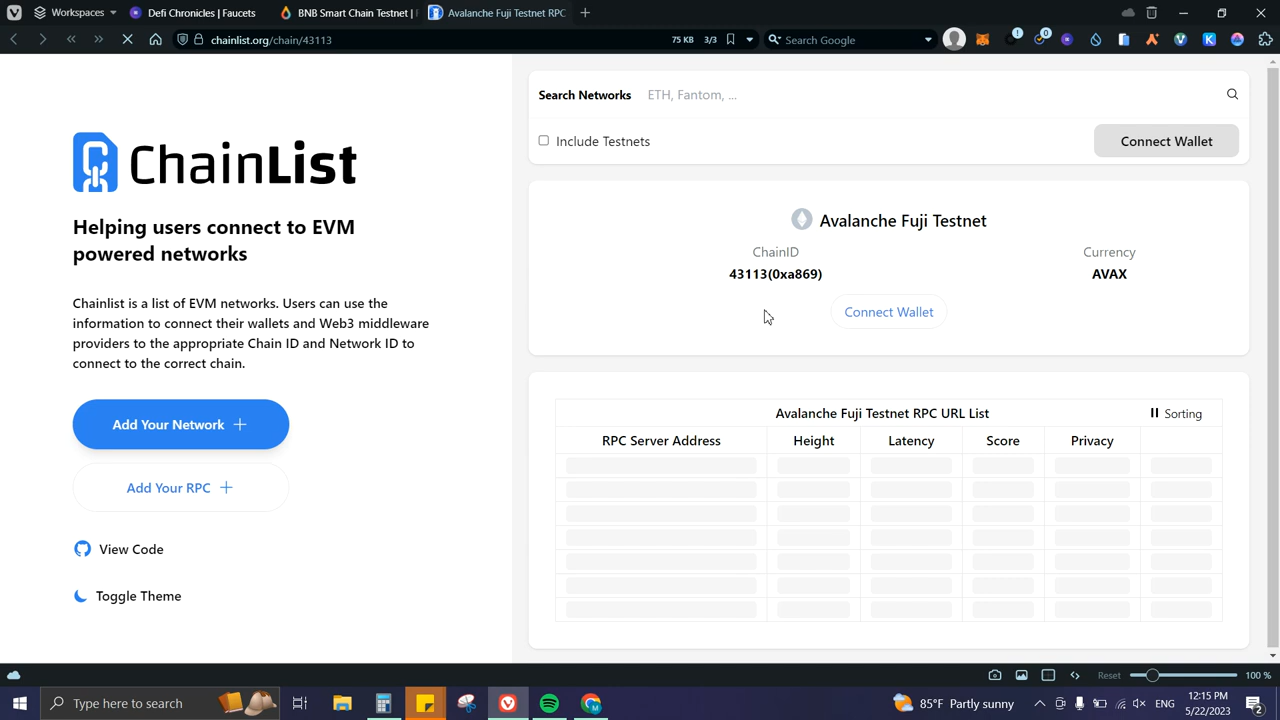 Workspaces
Defi Chronicles | Faucets
BNB Smart Chain Testnet |
Avalanche Fuji Testnet RPC
chainlist.org/chain/43113
75 KB 3/3
Search Google
ChainList
Helping users connect to EVM
powered networks
Chainlist is a list of EVM networks. Users can use the
information to connect their wallets and Web3 middleware
providers to the appropriate Chain ID and Network ID to
connect to the correct chain.
Add Your Network
Add Your RPC
View Code
Toggle Theme
Search Networks ETH, Fantom, ...
Include Testnets
Connect Wallet
Avalanche Fuji Testnet
ChainID
43113(0xa869)
Currency
AVAX
Connect Wallet
Avalanche Fuji Testnet RPC URL List
Sorting
RPC Server Address Height Latency Score Privacy
Reset 100 %
Type here to search
85°F Partly sunny
ENG
12:15 PM
5/22/2023
2